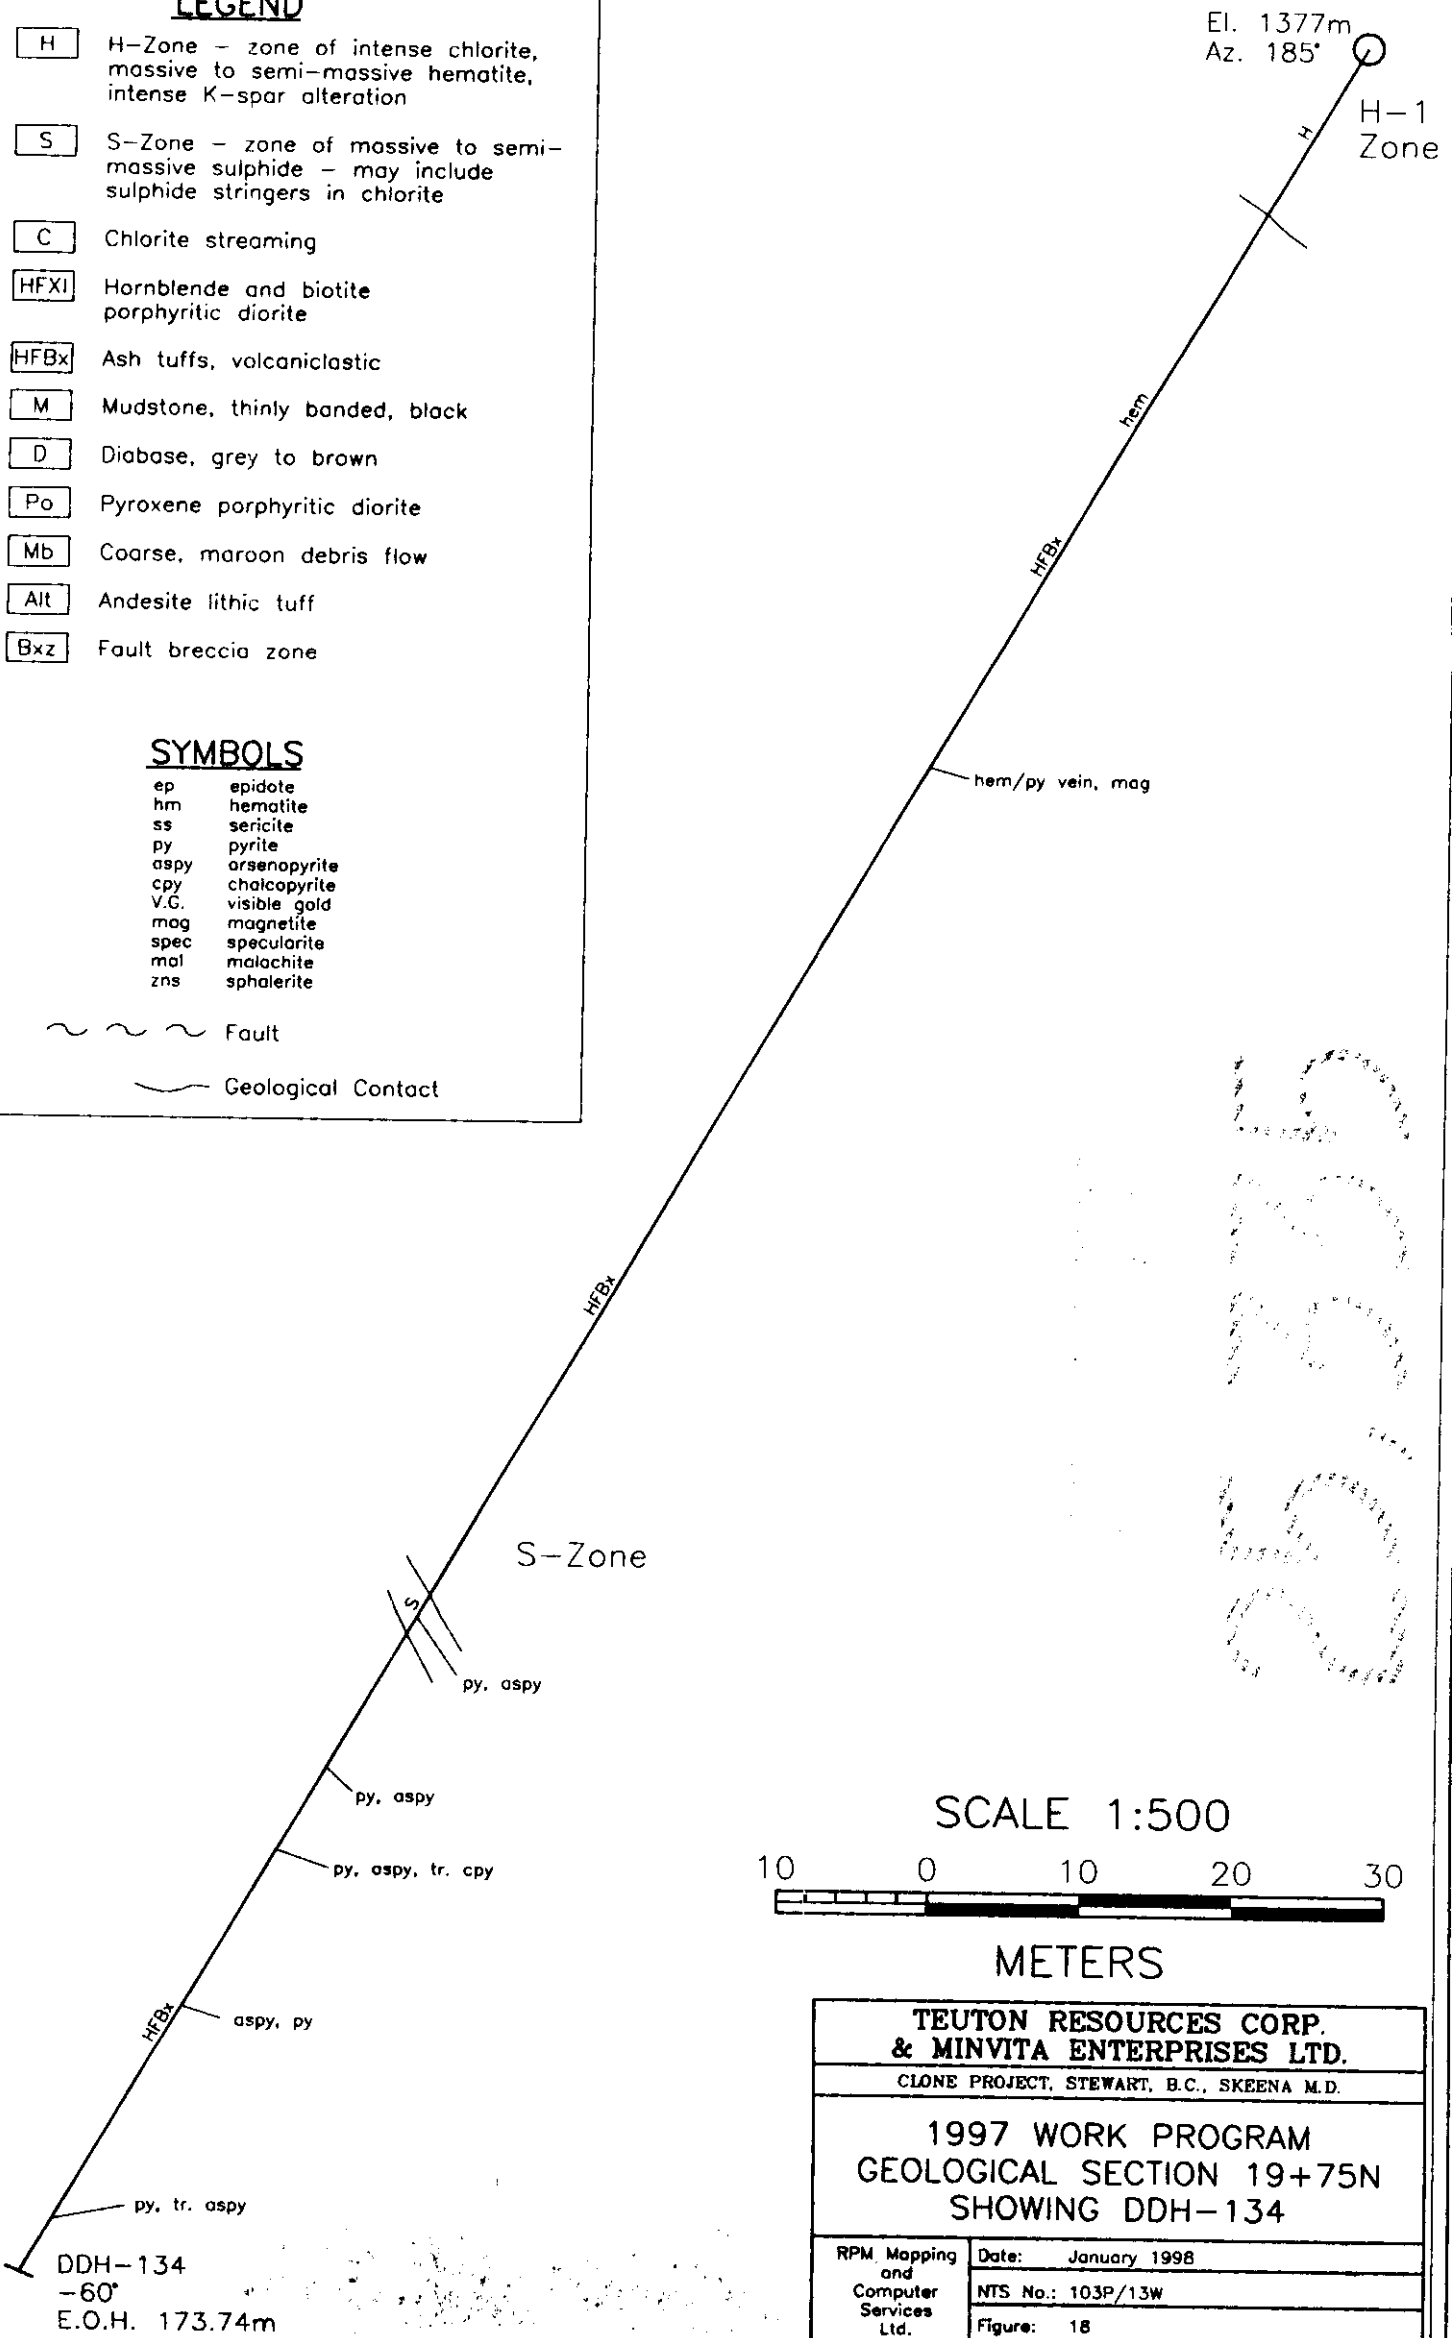 LEGEND
H H-Zone - zone of intense chlorite,
massive to semi-massive hematite,
intense K-spar alteration
S S-Zone - zone of massive to semi-
massive sulphide - may include
sulphide stringers in chlorite
C Chlorite streaming
HFXI Hornblende and biotite
porphyritic diorite
HFBx Ash tuffs, volcaniclastic
M Mudstone, thinly banded, black
D Diabase, grey to brown
Po Pyroxene porphyritic diorite
Mb Coarse, maroon debris flow
Alt Andesite lithic tuff
Bxz Fault breccia zone
SYMBOLS
ep epidote
hm hematite
ss sericite
py pyrite
aspy arsenopyrite
cpy chalcopyrite
V.G. visible gold
mag magnetite
spec specularite
mal malachite
zns sphalerite
Fault
Geological Contact
El. 1377m
Az. 185°
H-1
Zone
H
hem
HFBx
hem/py vein, mag
HFBx
S-Zone
S
py, aspy
py, aspy
py, aspy, tr. cpy
HFBx
aspy, py
py, tr. aspy
DDH-134
-60°
E.O.H. 173.74m
25,335
SCALE 1:500
10 0 10 20 30
METERS
TEUTON RESOURCES CORP.
& MINVITA ENTERPRISES LTD.
CLONE PROJECT, STEWART, B.C., SKEENA M.D.
1997 WORK PROGRAM
GEOLOGICAL SECTION 19+75N
SHOWING DDH-134
RPM Mapping
and
Computer
Services
Ltd.
Date: January 1998
NTS No.: 103P/13W
Figure: 18